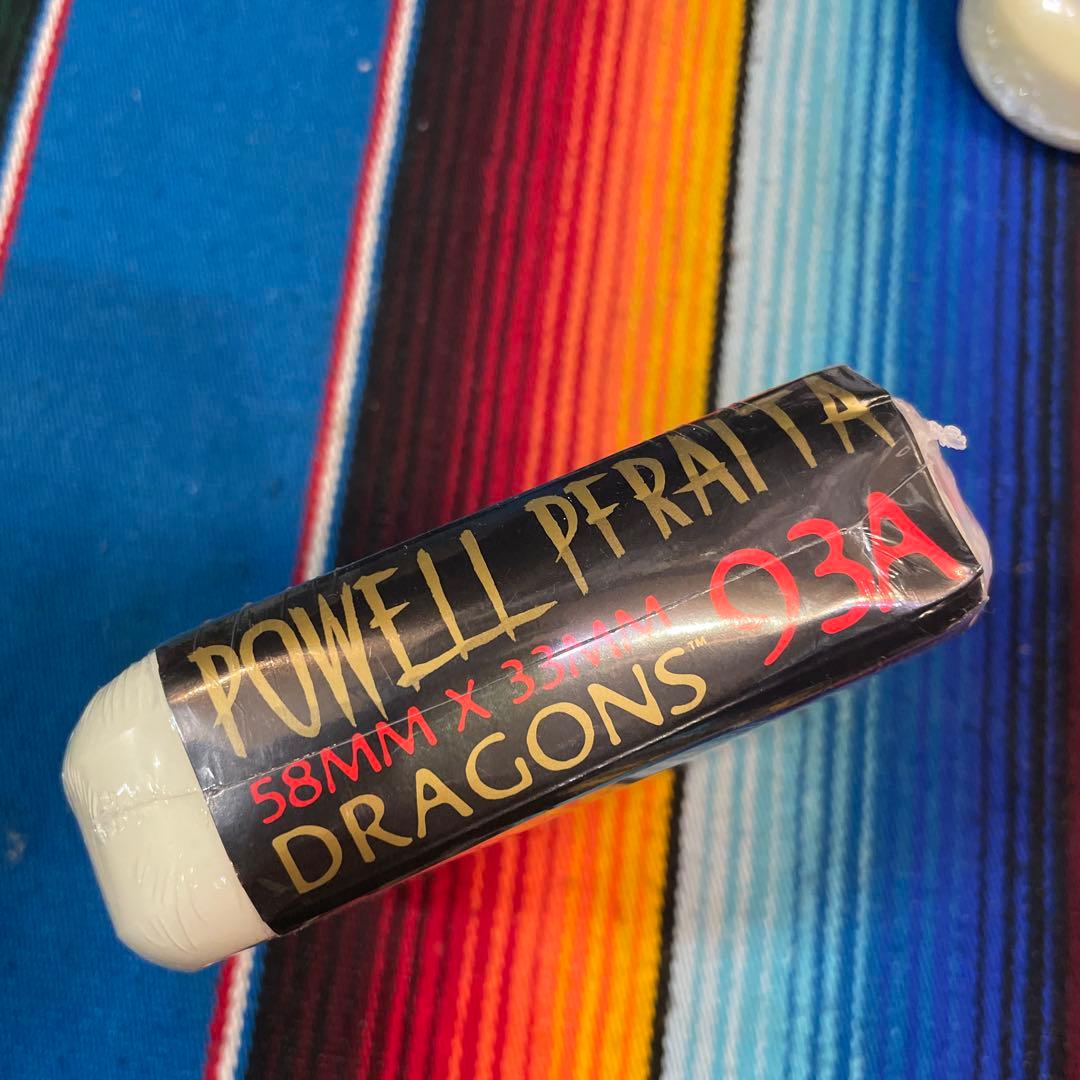 POWELL PERALTA
58MM X 33MM
93A
DRAGONS™